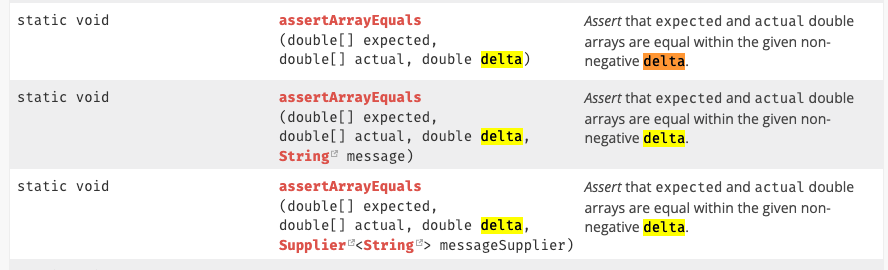 static void assertArrayEquals Assert that expected and actual double
(double[] expected, arrays are equal within the given non-
double[] actual, double delta) negative delta.
static void assertArrayEquals Assert that expected and actual double
(double[] expected, arrays are equal within the given non-
double[] actual, double delta, negative delta.
String message)
static void assertArrayEquals Assert that expected and actual double
(double[] expected, arrays are equal within the given non-
double[] actual, double delta, negative delta.
Supplier<String> messageSupplier)